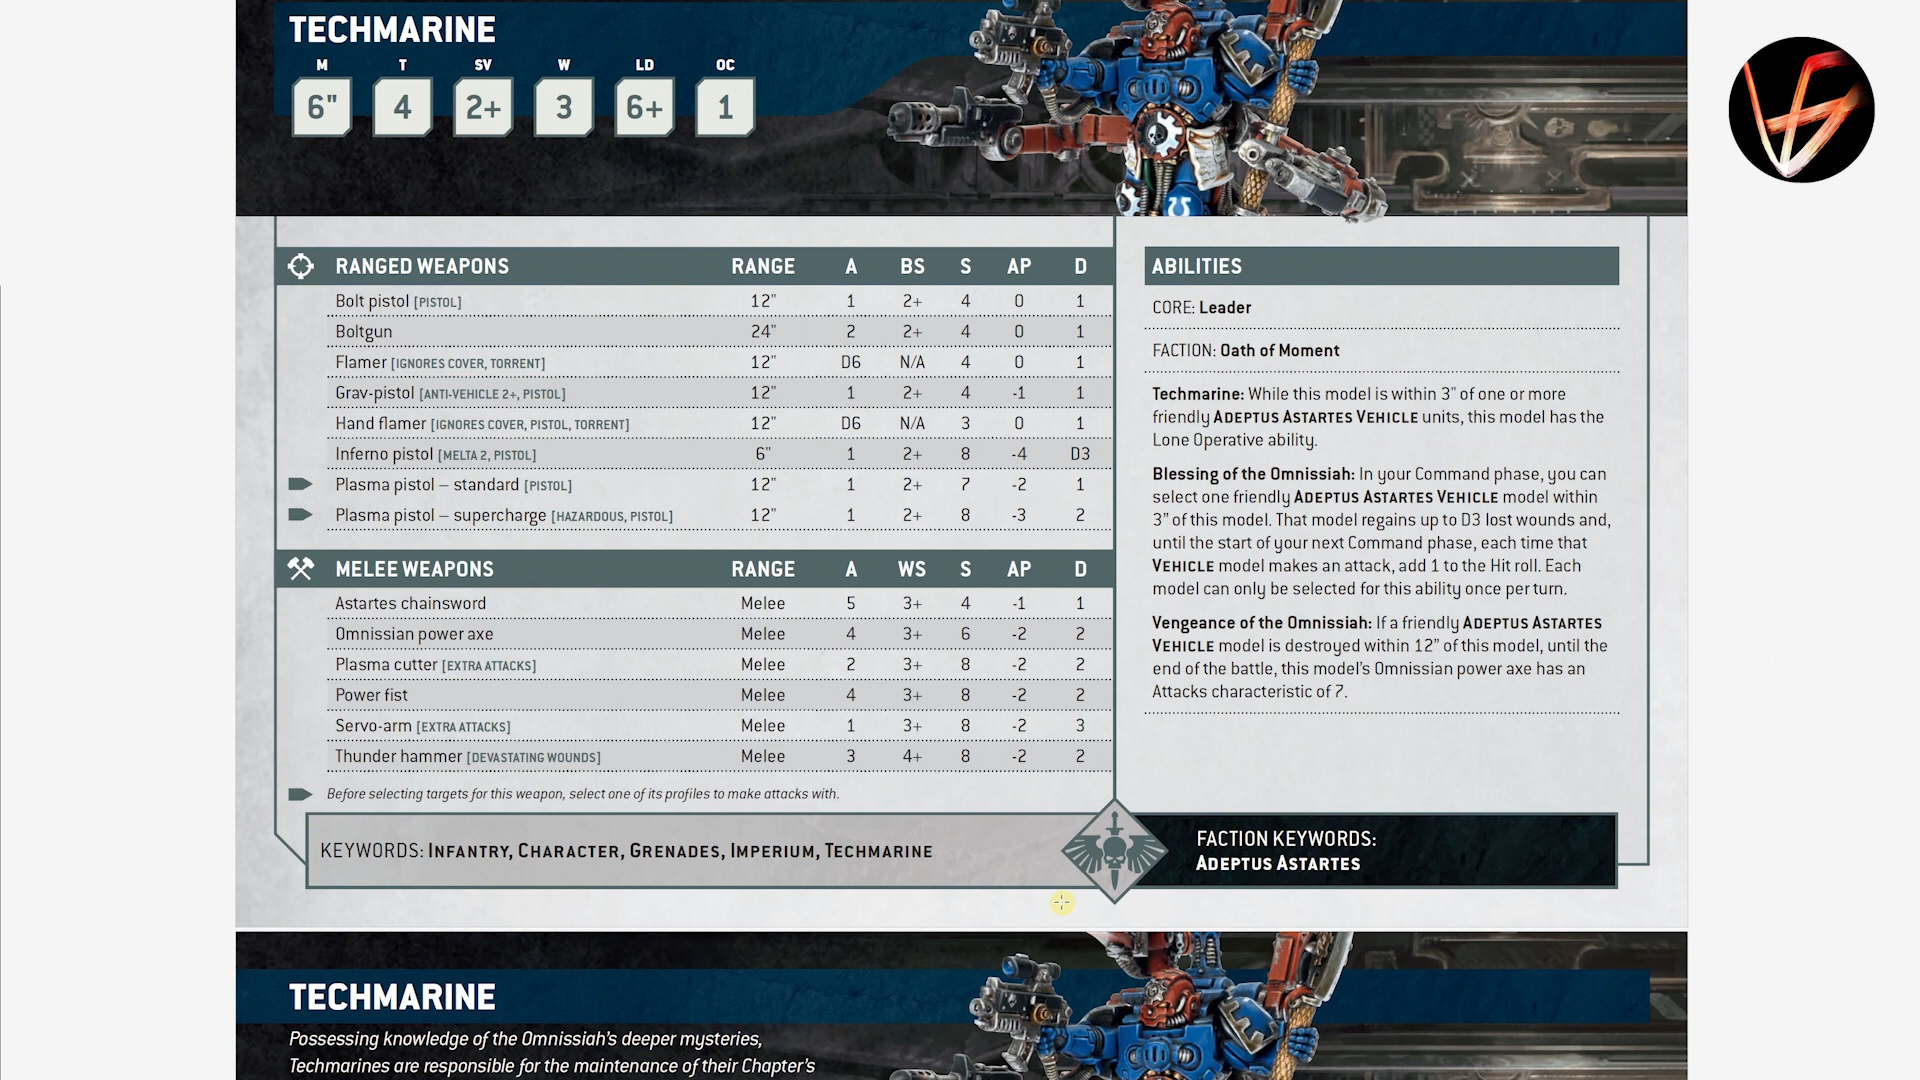 TECHMARINE
M T SV W LD OC
6" 4 2+ 3 6+ 1
RANGED WEAPONS RANGE A BS S AP D
Bolt pistol [PISTOL] 12" 1 2+ 4 0 1
Boltgun 24" 2 2+ 4 0 1
Flamer [IGNORES COVER, TORRENT] 12" D6 N/A 4 0 1
Grav-pistol [ANTI-VEHICLE 2+, PISTOL] 12" 1 2+ 4 -1 1
Hand flamer [IGNORES COVER, PISTOL, TORRENT] 12" D6 N/A 3 0 1
Inferno pistol [MELTA 2, PISTOL] 6" 1 2+ 8 -4 D3
Plasma pistol – standard [PISTOL] 12" 1 2+ 7 -2 1
Plasma pistol – supercharge [HAZARDOUS, PISTOL] 12" 1 2+ 8 -3 2
MELEE WEAPONS RANGE A WS S AP D
Astartes chainsword Melee 5 3+ 4 -1 1
Omnissian power axe Melee 4 3+ 6 -2 2
Plasma cutter [EXTRA ATTACKS] Melee 2 3+ 8 -2 2
Power fist Melee 4 3+ 8 -2 2
Servo-arm [EXTRA ATTACKS] Melee 1 3+ 8 -2 3
Thunder hammer [DEVASTATING WOUNDS] Melee 3 4+ 8 -2 2
Before selecting targets for this weapon, select one of its profiles to make attacks with.
ABILITIES
CORE: Leader
FACTION: Oath of Moment
Techmarine: While this model is within 3" of one or more
friendly ADEPTUS ASTARTES VEHICLE units, this model has the
Lone Operative ability.
Blessing of the Omnissiah: In your Command phase, you can
select one friendly ADEPTUS ASTARTES VEHICLE model within
3" of this model. That model regains up to D3 lost wounds and,
until the start of your next Command phase, each time that
VEHICLE model makes an attack, add 1 to the Hit roll. Each
model can only be selected for this ability once per turn.
Vengeance of the Omnissiah: If a friendly ADEPTUS ASTARTES
VEHICLE model is destroyed within 12" of this model, until the
end of the battle, this model's Omnissian power axe has an
Attacks characteristic of 7.
KEYWORDS: INFANTRY, CHARACTER, GRENADES, IMPERIUM, TECHMARINE
FACTION KEYWORDS:
ADEPTUS ASTARTES
TECHMARINE
Possessing knowledge of the Omnissiah's deeper mysteries,
Techmarines are responsible for the maintenance of their Chapter's